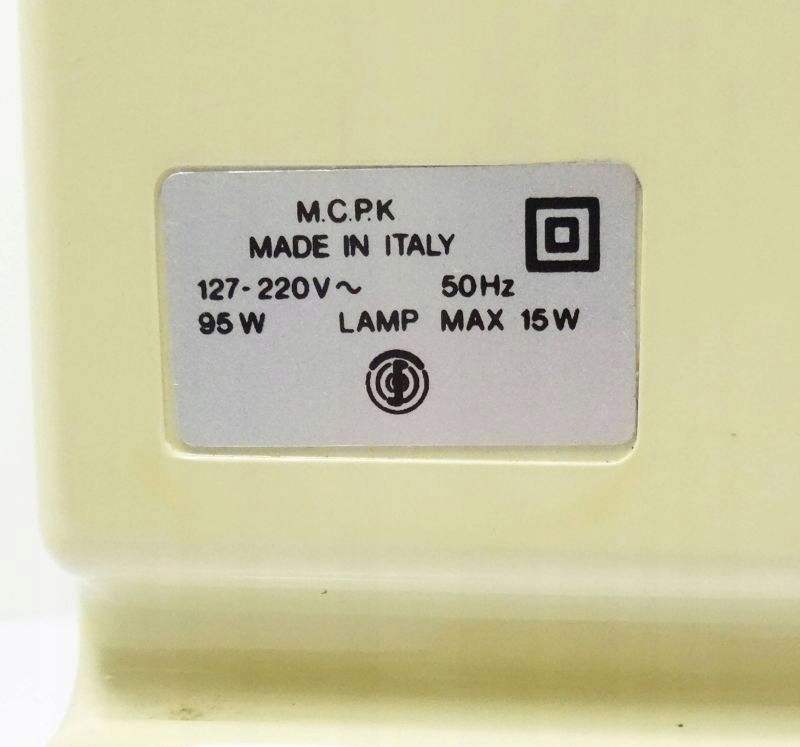 M.C.P.K
MADE IN ITALY
127-220V~ 50Hz
95W LAMP MAX 15W